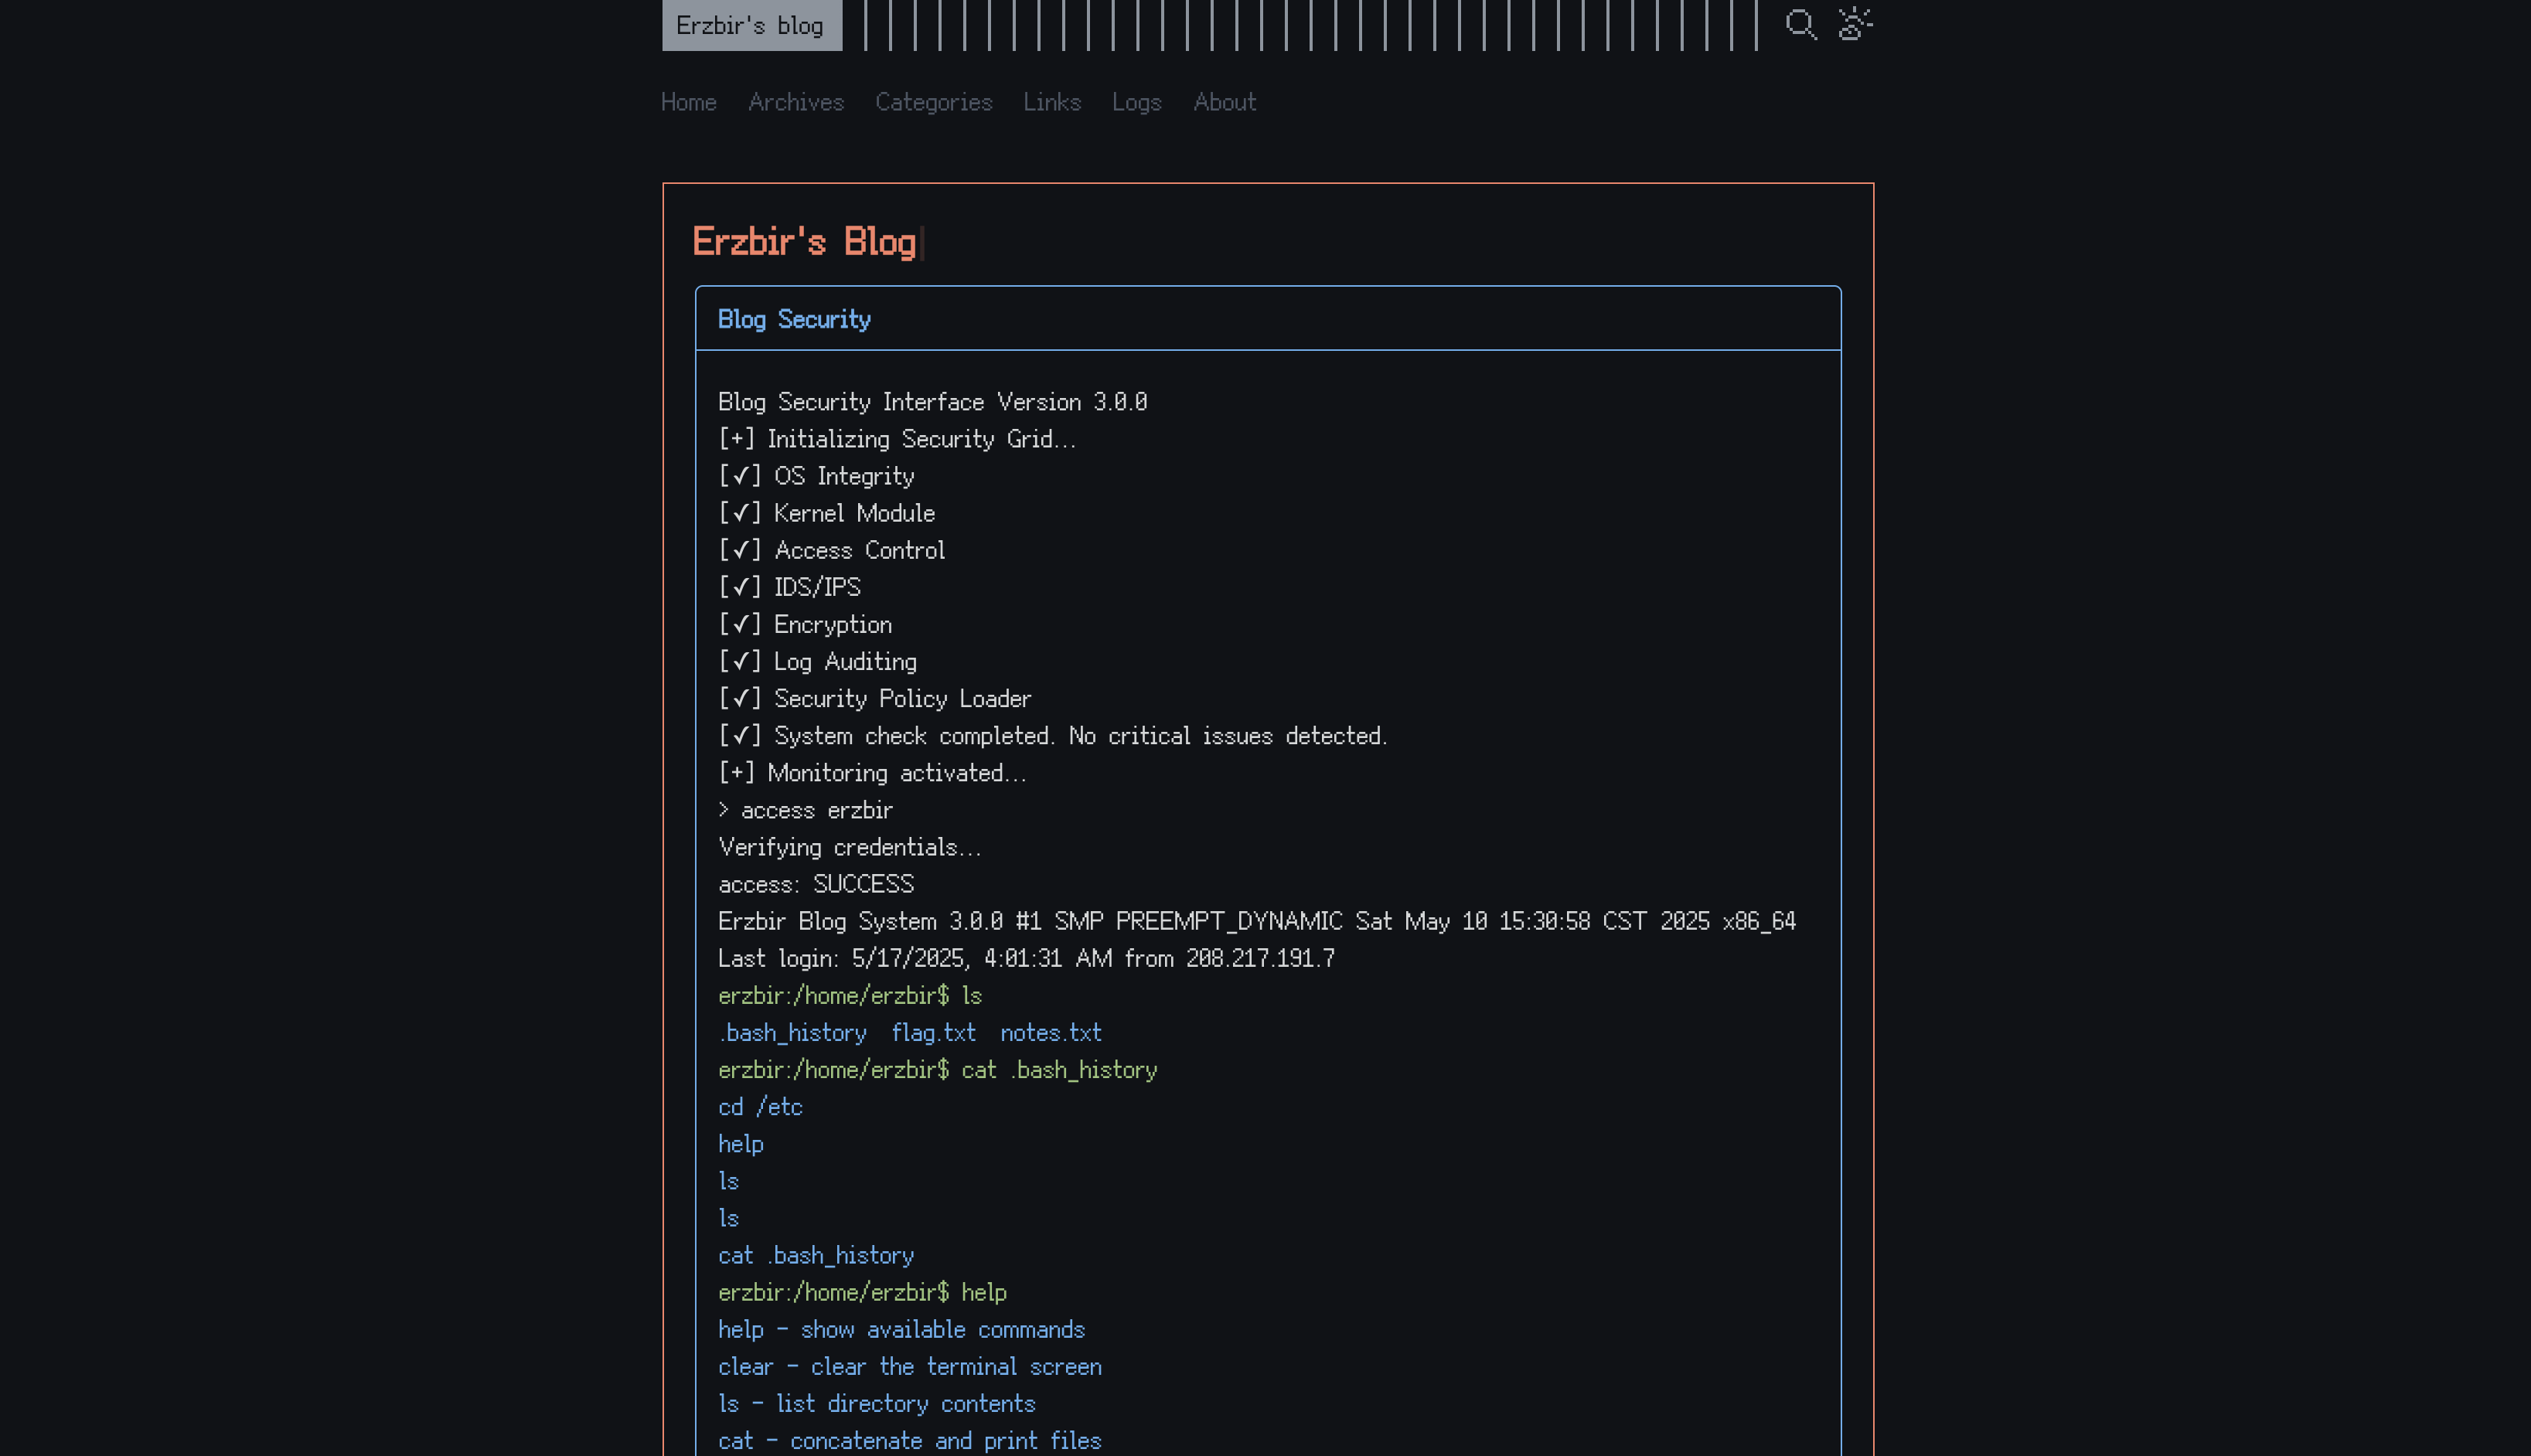 Erzbir's blog
Home Archives Categories Links Logs About
Erzbir's Blog
Blog Security
Blog Security Interface Version 3.0.0
[+] Initializing Security Grid...
[✓] OS Integrity
[✓] Kernel Module
[✓] Access Control
[✓] IDS/IPS
[✓] Encryption
[✓] Log Auditing
[✓] Security Policy Loader
[✓] System check completed. No critical issues detected.
[+] Monitoring activated...
> access erzbir
Verifying credentials...
access: SUCCESS
Erzbir Blog System 3.0.0 #1 SMP PREEMPT_DYNAMIC Sat May 10 15:30:58 CST 2025 x86_64
Last login: 5/17/2025, 4:01:31 AM from 208.217.191.7
erzbir:/home/erzbir$ ls
.bash_history  flag.txt  notes.txt
erzbir:/home/erzbir$ cat .bash_history
cd /etc
help
ls
ls
cat .bash_history
erzbir:/home/erzbir$ help
help - show available commands
clear - clear the terminal screen
ls - list directory contents
cat - concatenate and print files